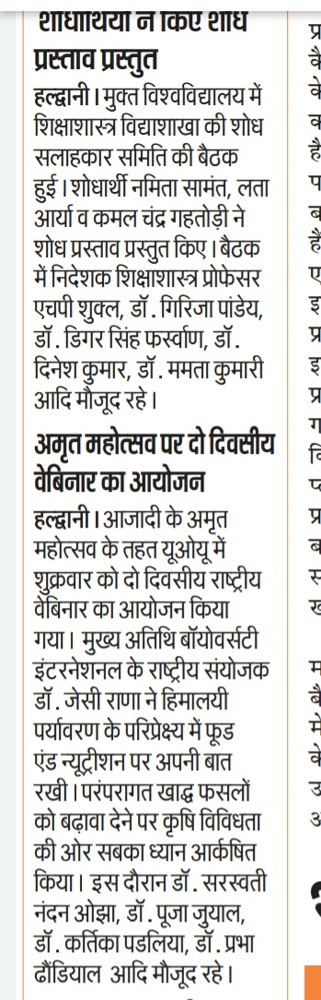 शोधार्थियों ने किए शोध
प्रस्ताव प्रस्तुत
हल्द्वानी। मुक्त विश्वविद्यालय में
शिक्षाशास्त्र विद्याशाखा की शोध
सलाहकार समिति की बैठक
हुई। शोधार्थी नमिता सामंत, लता
आर्या व कमल चंद्र गहतोड़ी ने
शोध प्रस्ताव प्रस्तुत किए। बैठक
में निदेशक शिक्षाशास्त्र प्रोफेसर
एचपी शुक्ल, डॉ. गिरिजा पांडेय,
डॉ. डिगर सिंह फर्स्वाण, डॉ.
दिनेश कुमार, डॉ. ममता कुमारी
आदि मौजूद रहे।
अमृत महोत्सव पर दो दिवसीय
वेबिनार का आयोजन
हल्द्वानी। आजादी के अमृत
महोत्सव के तहत यूओयू में
शुक्रवार को दो दिवसीय राष्ट्रीय
वेबिनार का आयोजन किया
गया। मुख्य अतिथि बॉयोवर्सटी
इंटरनेशनल के राष्ट्रीय संयोजक
डॉ. जेसी राणा ने हिमालयी
पर्यावरण के परिप्रेक्ष्य में फूड
एंड न्यूट्रीशन पर अपनी बात
रखी। परंपरागत खाद्ध फसलों
को बढ़ावा देने पर कृषि विविधता
की ओर सबका ध्यान आर्कषित
किया। इस दौरान डॉ. सरस्वती
नंदन ओझा, डॉ. पूजा जुयाल,
डॉ. कर्तिका पडलिया, डॉ. प्रभा
ढौंडियाल आदि मौजूद रहे।